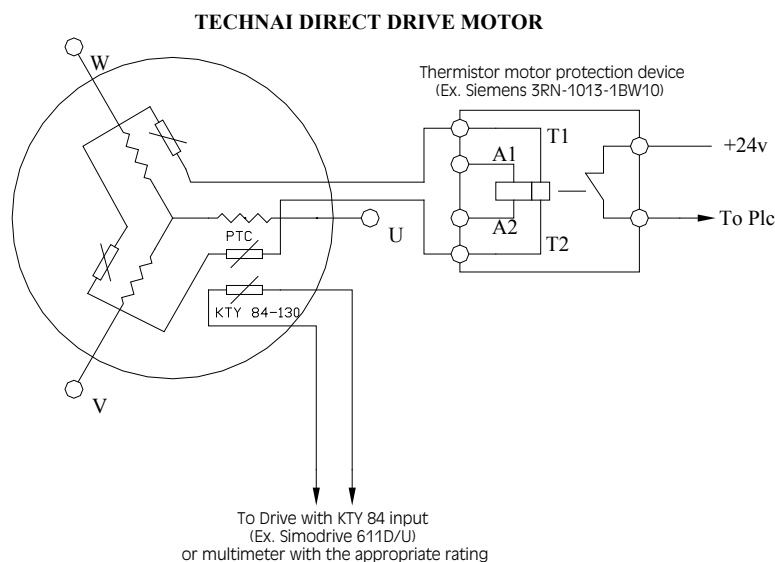 TECHNAI DIRECT DRIVE MOTOR
W
Thermistor motor protection device
(Ex. Siemens 3RN-1013-1BW10)
T1
A1
+24v
A2
To Plc
U
T2
PTC
KTY 84-130
V
To Drive with KTY 84 input
(Ex. Simodrive 611D/U)
or multimeter with the appropriate rating